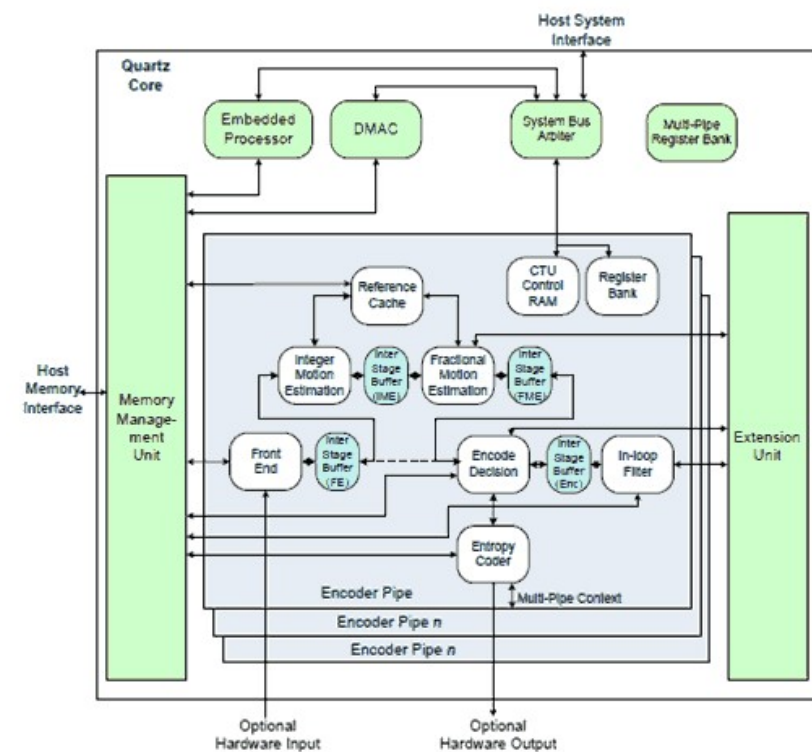 Host System
Interface
Quartz
Core
Embedded
Processor
DMAC
System Bus
Arbiter
Multi-Pipe
Register Bank
Reference
Cache
CTU
Control
RAM
Register
Bank
Host
Memory
Interface
Memory
Manage-
ment
Unit
Integer
Motion
Estimation
Inter
Stage
Buffer
(IME)
Fractional
Motion
Estimation
Inter
Stage
Buffer
(FME)
Extension
Unit
Front
End
Inter
Stage
Buffer
(FE)
Encode
Decision
Inter
Stage
Buffer
(Enc)
In-loop
Filter
Entropy
Coder
Encoder Pipe
Multi-Pipe Context
Encoder Pipe n
Encoder Pipe n
Optional
Hardware Input
Optional
Hardware Output